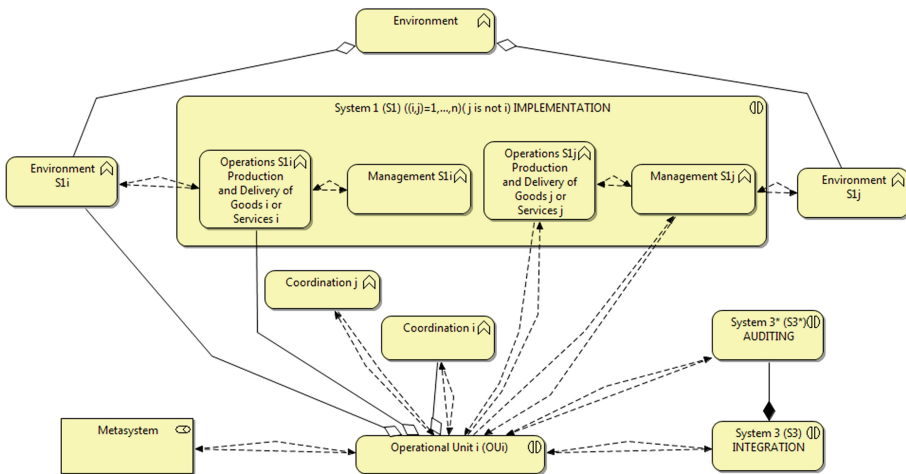 Environment
System 1 (S1) ((i,j)=1,...,n)( j is not i) IMPLEMENTATION
Environment
S1i
Operations S1i
Production
and Delivery of
Goods i or
Services i
Management S1i
Operations S1j
Production
and Delivery of
Goods j or
Services j
Management S1j
Environment
S1j
Coordination j
Coordination i
System 3* (S3*)
AUDITING
Metasystem
Operational Unit i (OUi)
System 3 (S3)
INTEGRATION